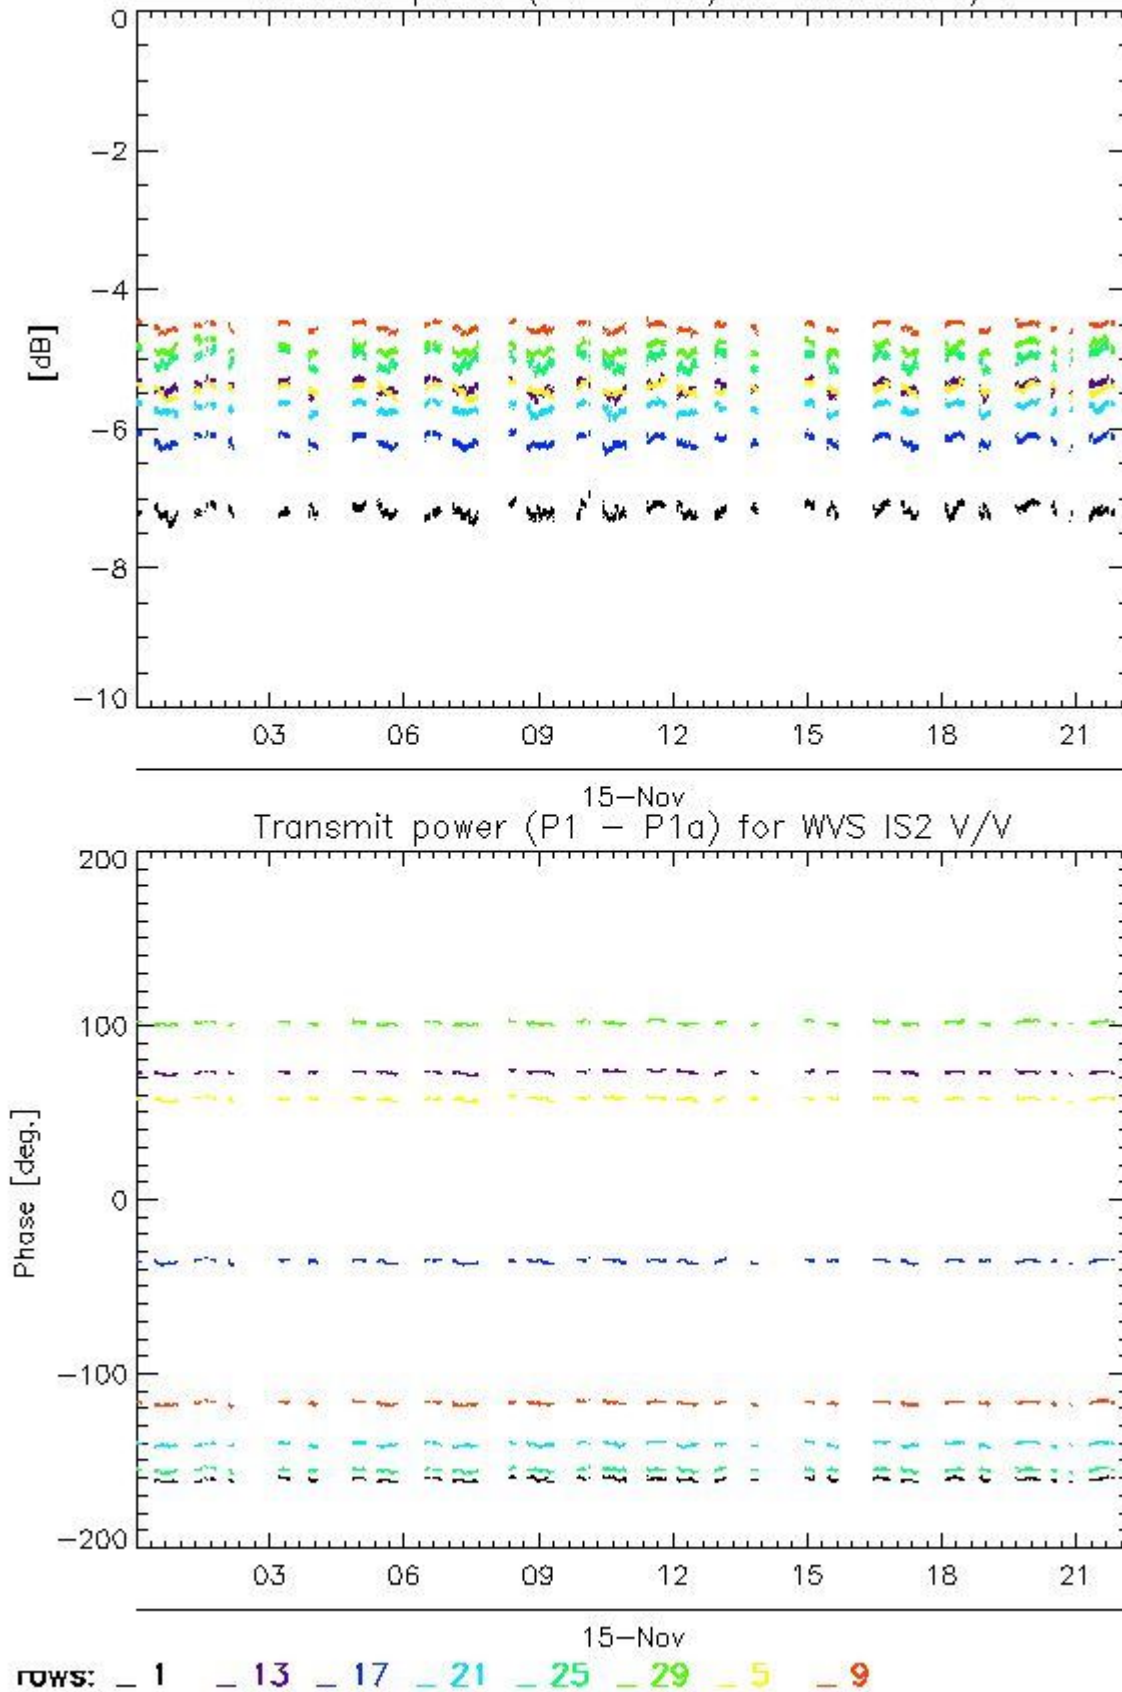 0
−2
−4
[dB]
−6
−8
−10
03 06 09 12 15 18 21
15−Nov
Transmit power (P1 − P1a) for WVS IS2 V/V
200
100
0
Phase [deg.]
−100
−200
03 06 09 12 15 18 21
15−Nov
rows: _ 1 _ 13 _ 17 _ 21 _ 25 _ 29 _ 5 _ 9